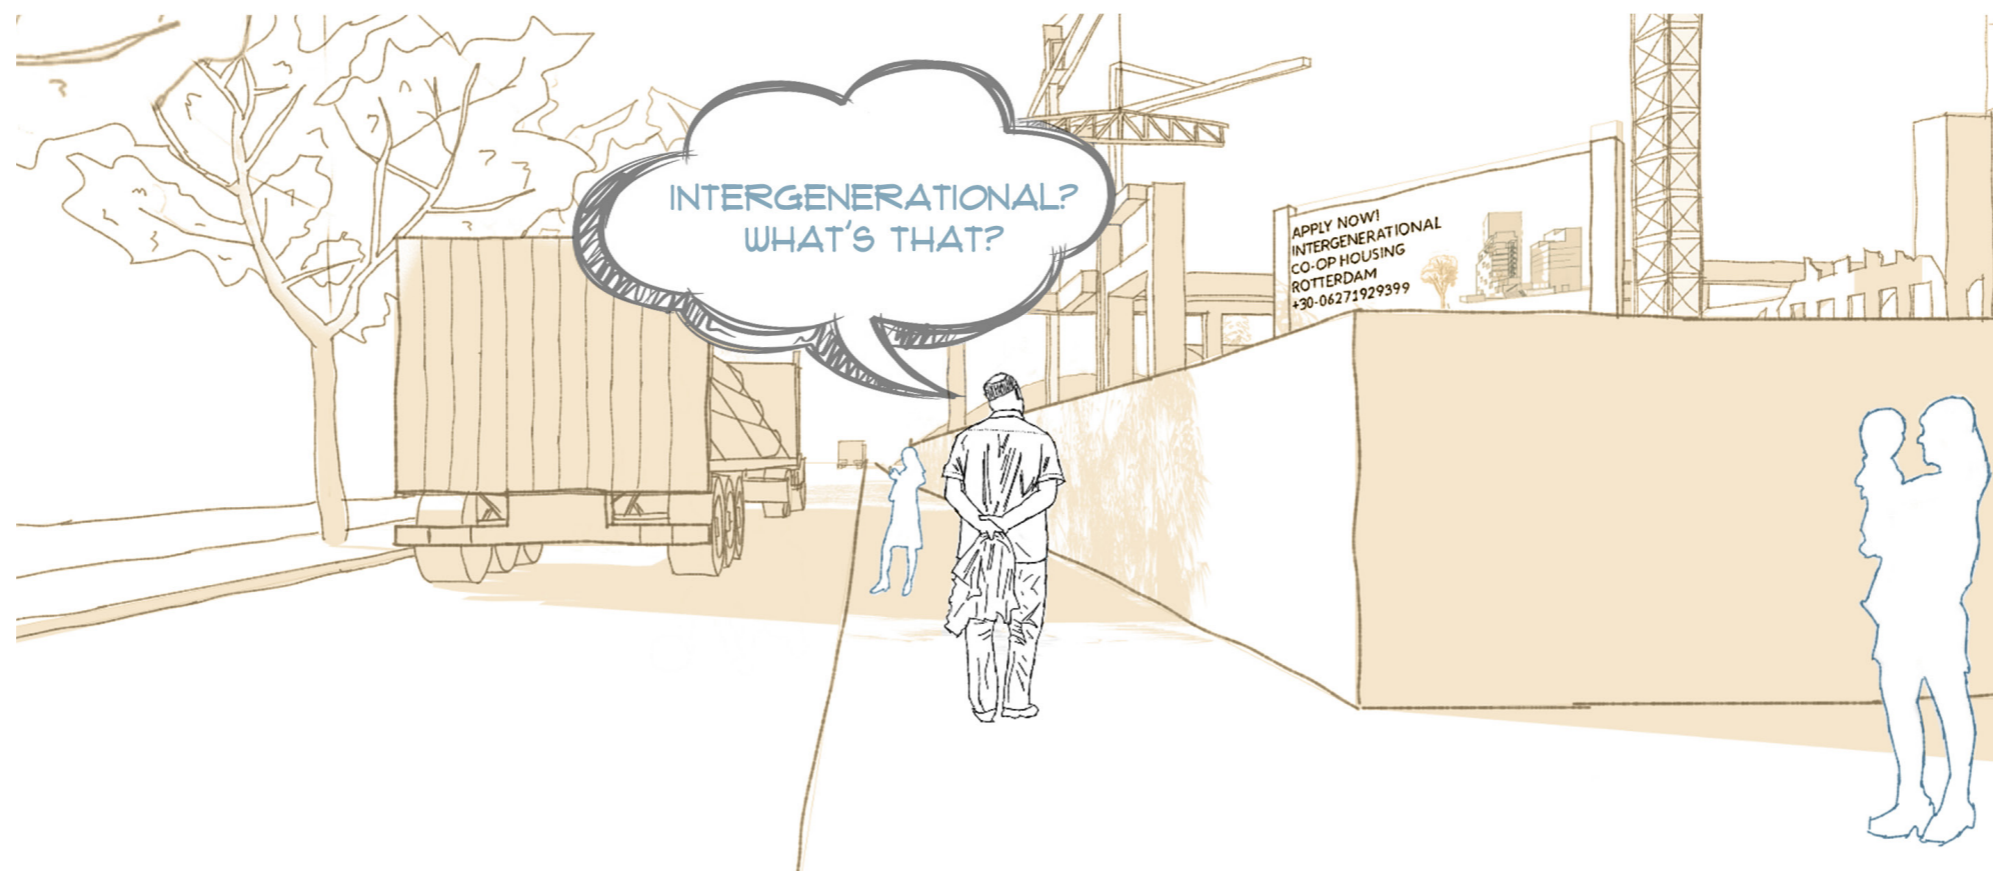 INTERGENERATIONAL?
WHAT'S THAT?
APPLY NOW!
INTERGENERATIONAL
CO-OP HOUSING
ROTTERDAM
+30-06271929399